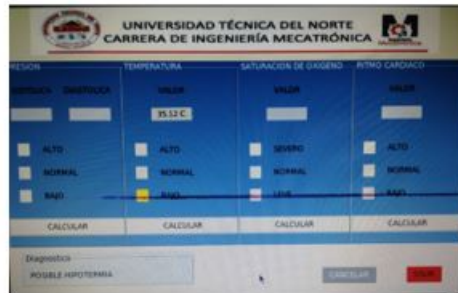 UNIVERSIDAD TÉCNICA DEL NORTE
CARRERA DE INGENIERÍA MECATRÓNICA
PRESION TEMPERATURA SATURACION DE OXIGENO RITMO CARDIACO
SISTOLICA DIASTOLICA VALOR VALOR VALOR
35.12 C
ALTO ALTO SEVERO ALTO
NORMAL NORMAL NORMAL NORMAL
BAJO BAJO LEVE BAJO
CALCULAR CALCULAR CALCULAR CALCULAR
Diagnostico
POSIBLE HIPOTERMIA
CANCELAR SALIR